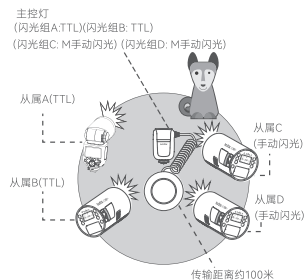 主控灯
(闪光组A:TTL)(闪光组B: TTL)
(闪光组C: M手动闪光) (闪光组D: M手动闪光)
从属A(TTL)
从属C
(手动闪光)
从属B(TTL)
从属D
(手动闪光)
传输距离约100米